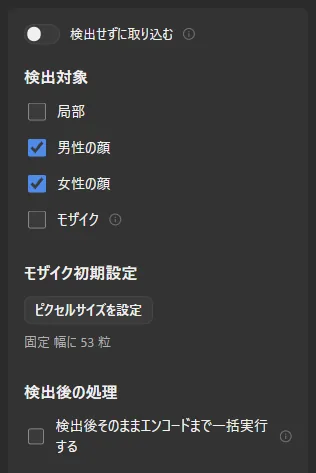 検出せずに取り込む
検出対象
局部
男性の顔
女性の顔
モザイク
モザイク初期設定
ピクセルサイズを設定
固定 幅に 53 粒
検出後の処理
検出後そのままエンコードまで一括実行
する